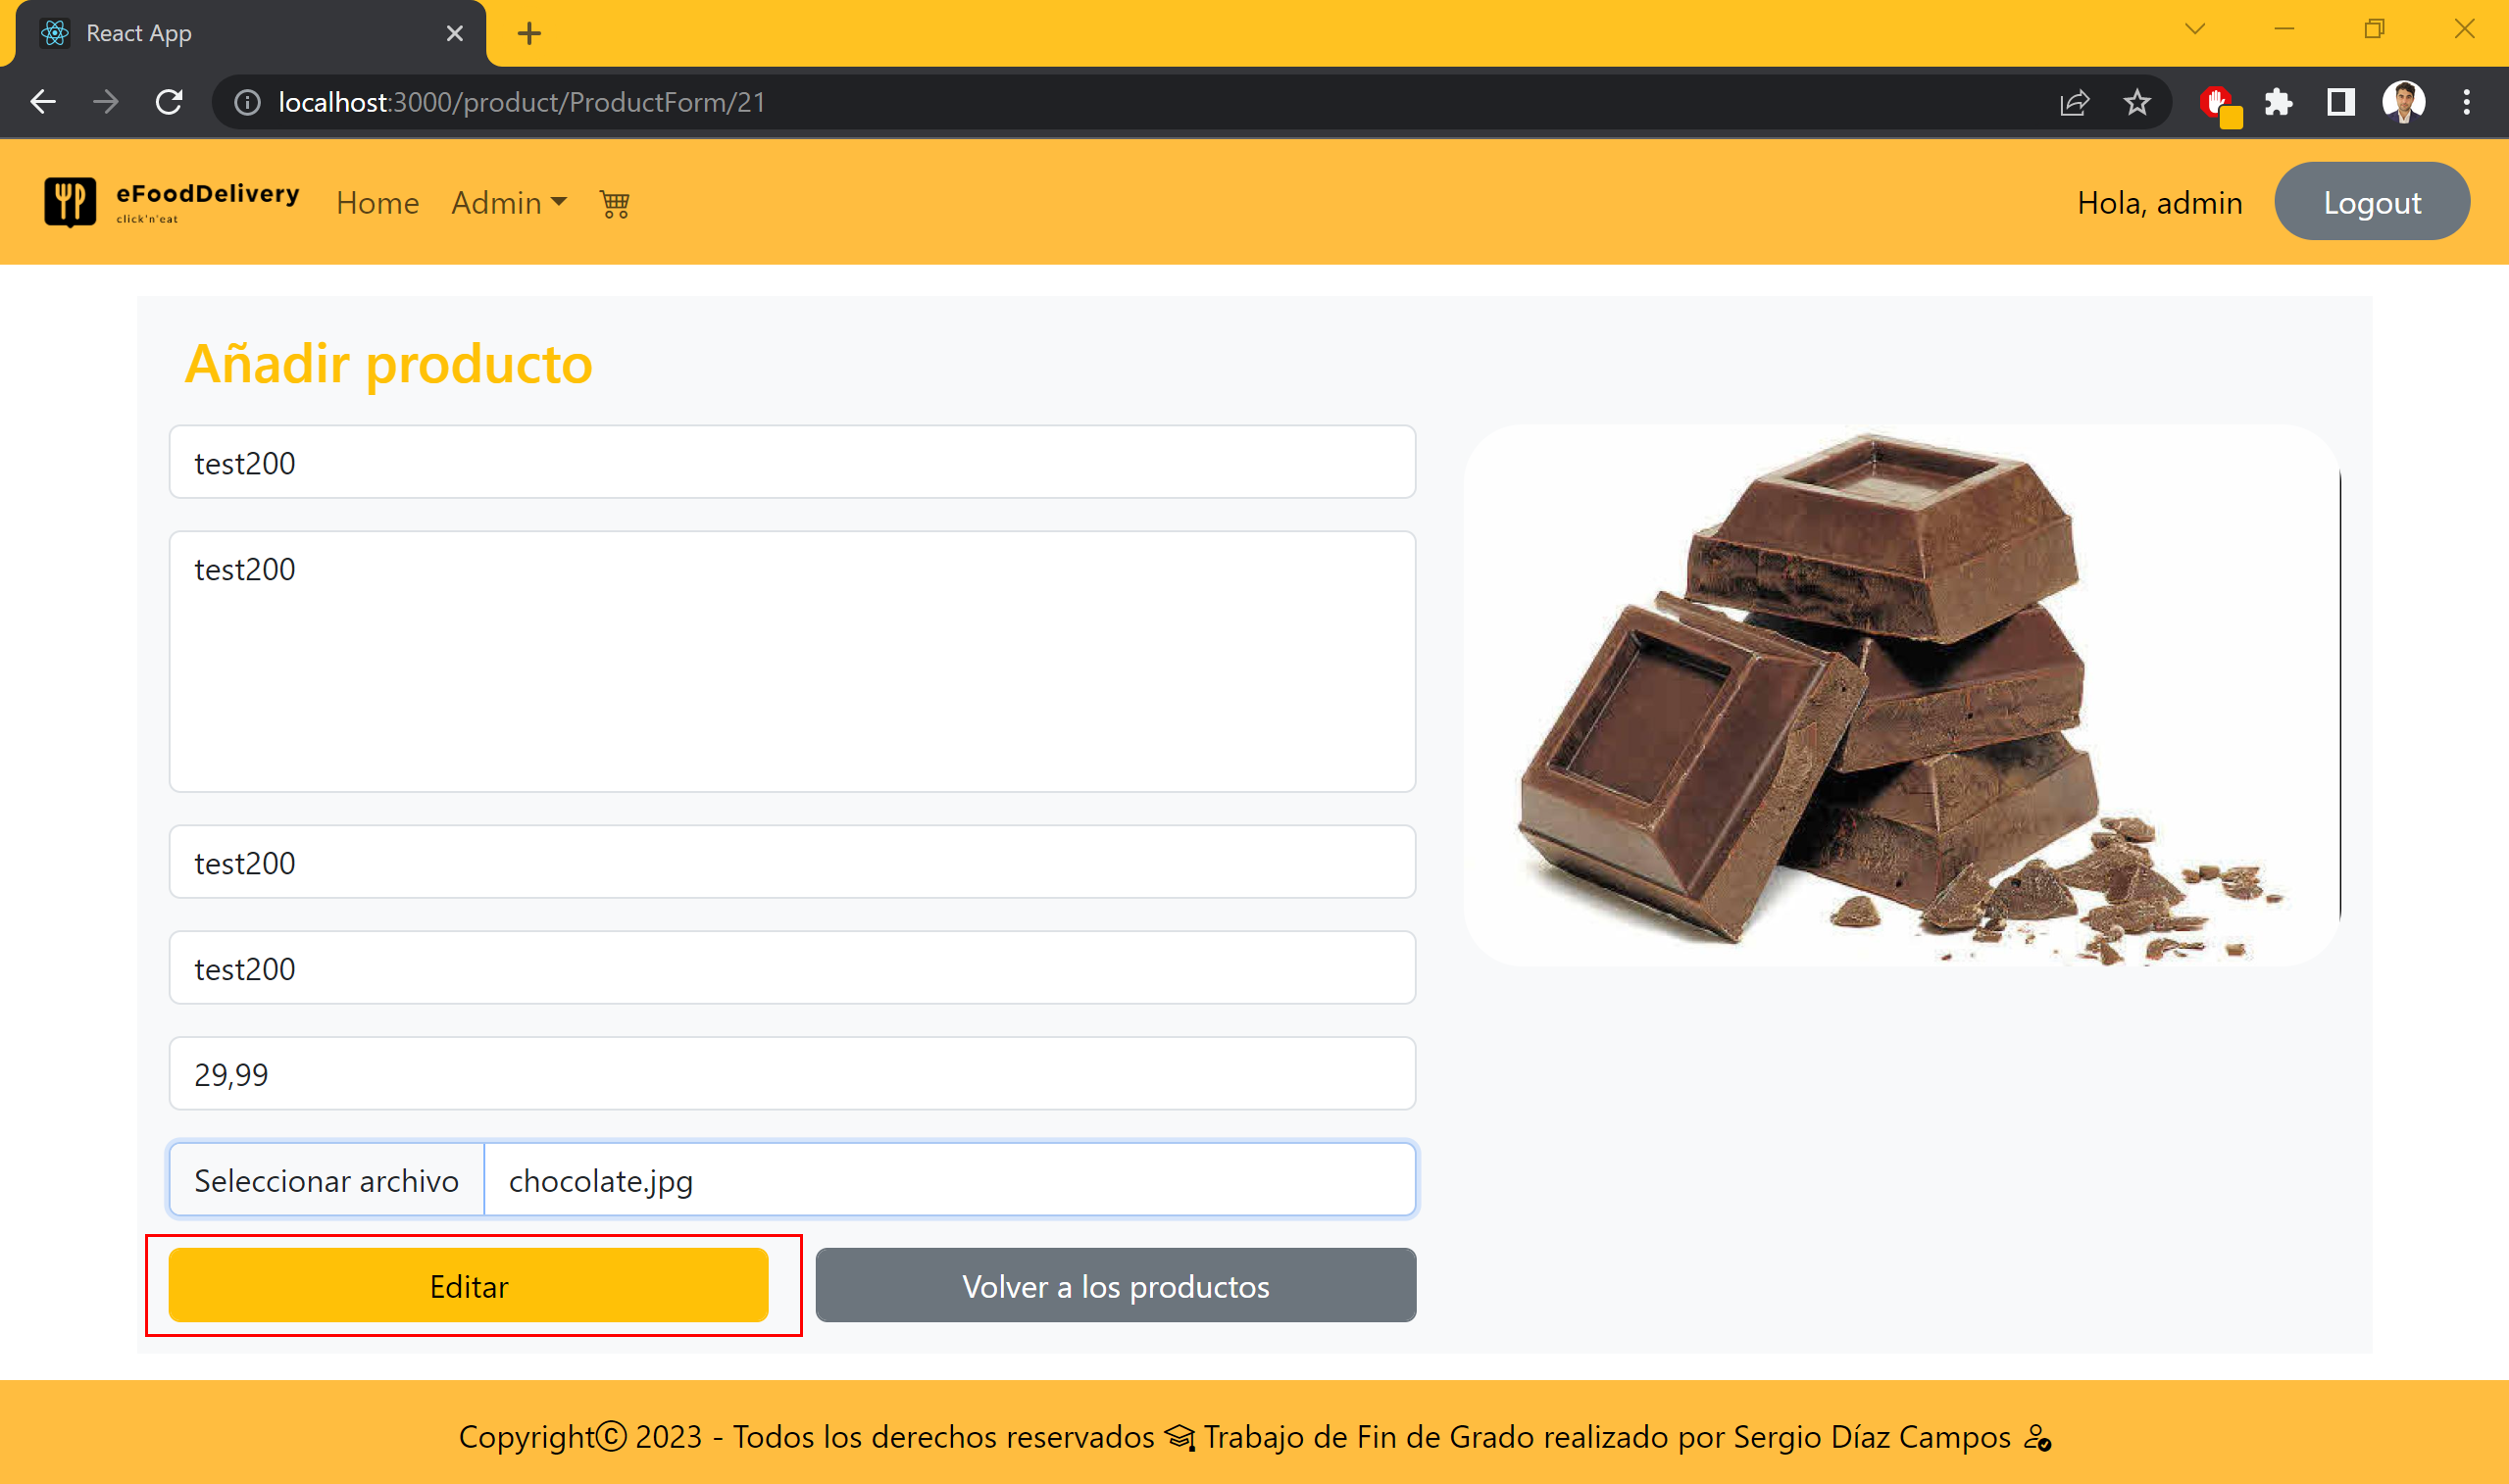 React App
localhost:3000/product/ProductForm/21
eFoodDelivery
click'n'eat
Home
Admin
Hola, admin
Logout
Añadir producto
test200
test200
test200
test200
29,99
Seleccionar archivo
chocolate.jpg
Editar
Volver a los productos
Copyright© 2023 - Todos los derechos reservados Trabajo de Fin de Grado realizado por Sergio Díaz Campos